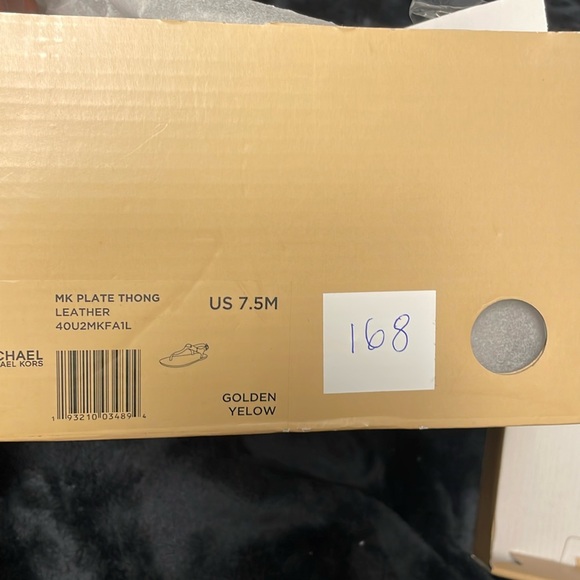 MK PLATE THONG
LEATHER
40U2MKFA1L
US 7.5M
168
CHAEL
AEL KORS
GOLDEN
YELOW
1 93210 03489 4